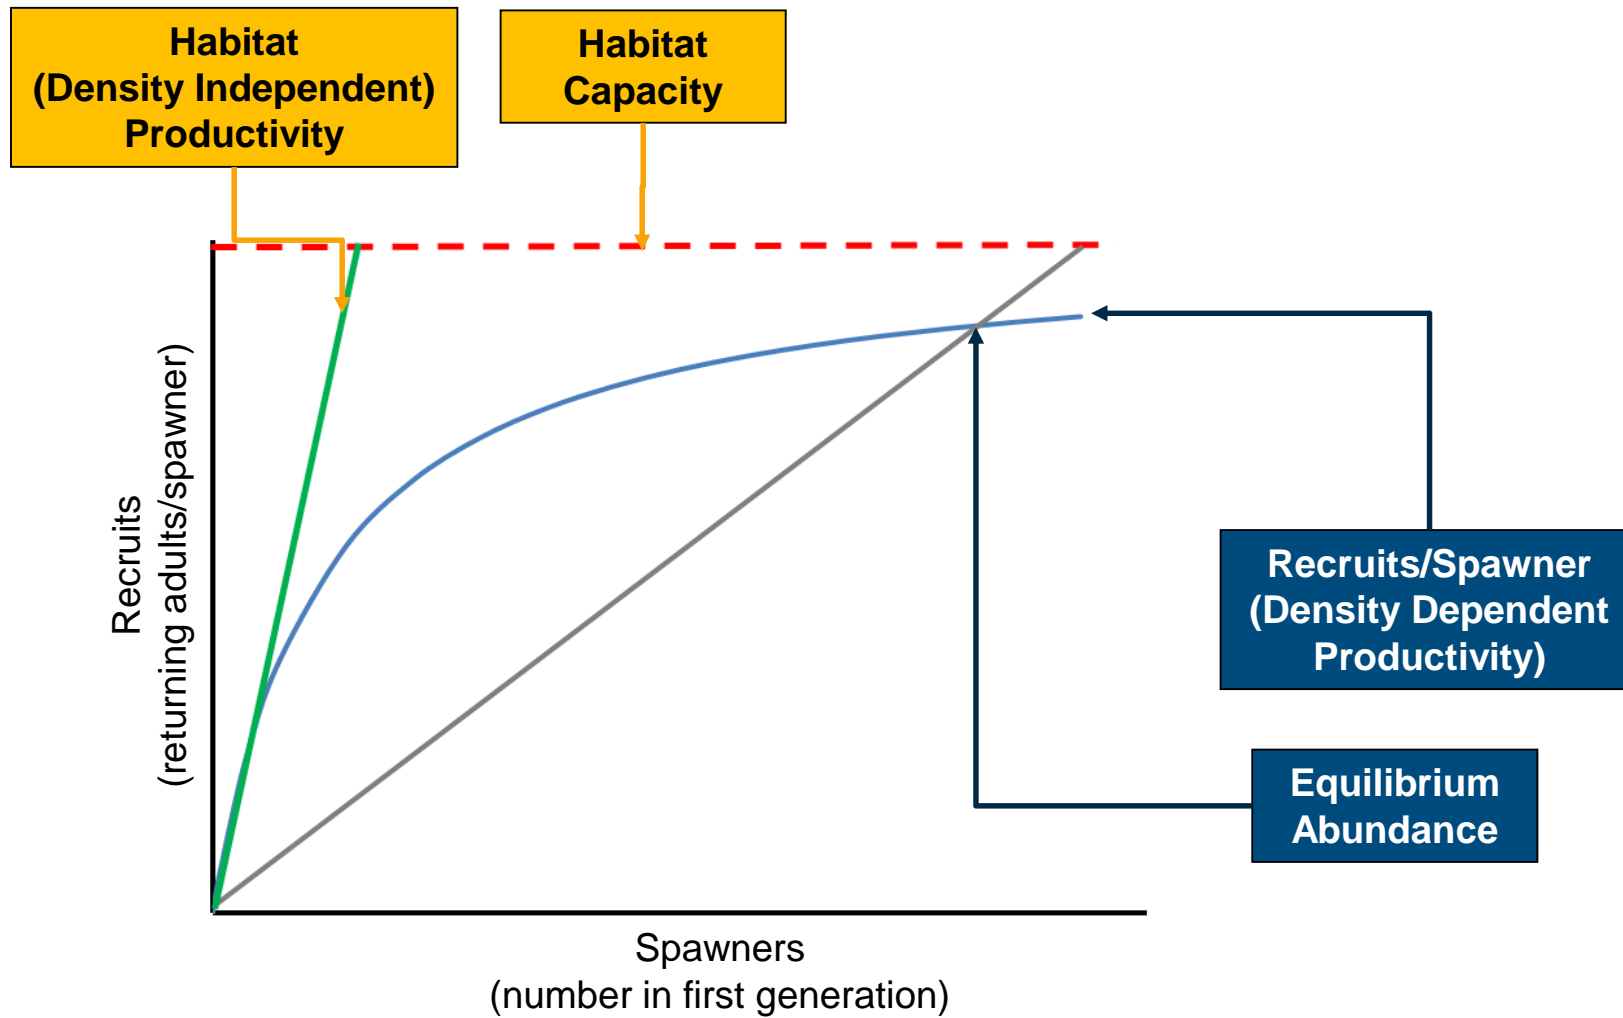 Habitat
(Density Independent)
Productivity
Habitat
Capacity
Recruits
(returning adults/spawner)
Recruits/Spawner
(Density Dependent
Productivity)
Equilibrium
Abundance
Spawners
(number in first generation)